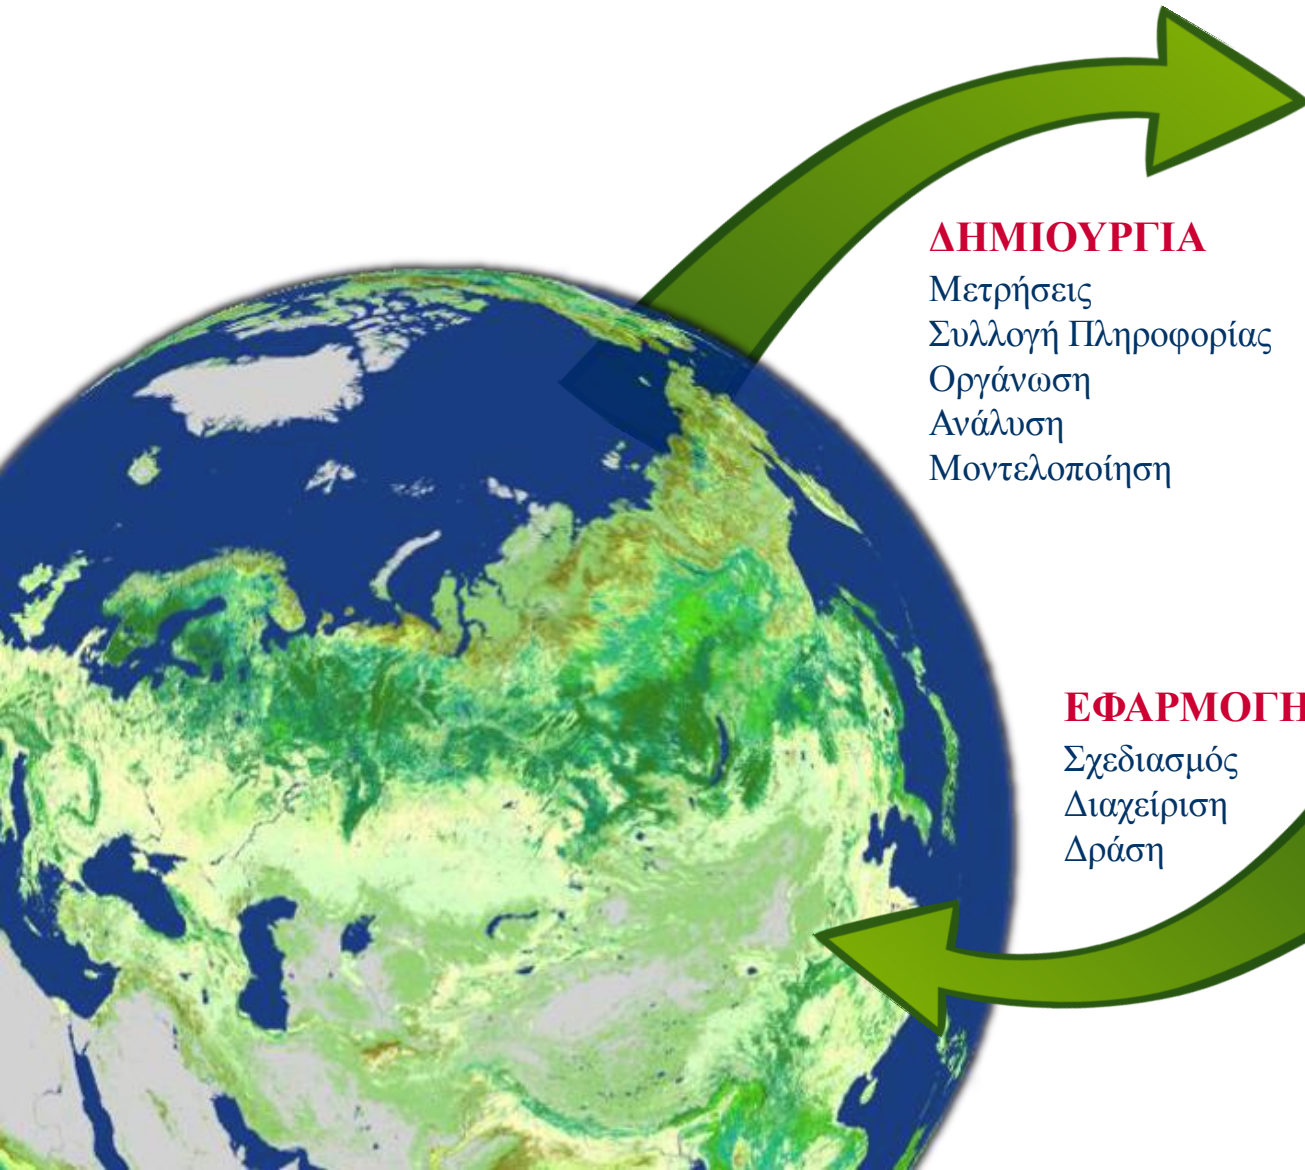 ΔΗΜΙΟΥΡΓΙΑ
Μετρήσεις
Συλλογή Πληροφορίας
Οργάνωση
Ανάλυση
Μοντελοποίηση
ΕΦΑΡΜΟΓΗ
Σχεδιασμός
Διαχείριση
Δράση